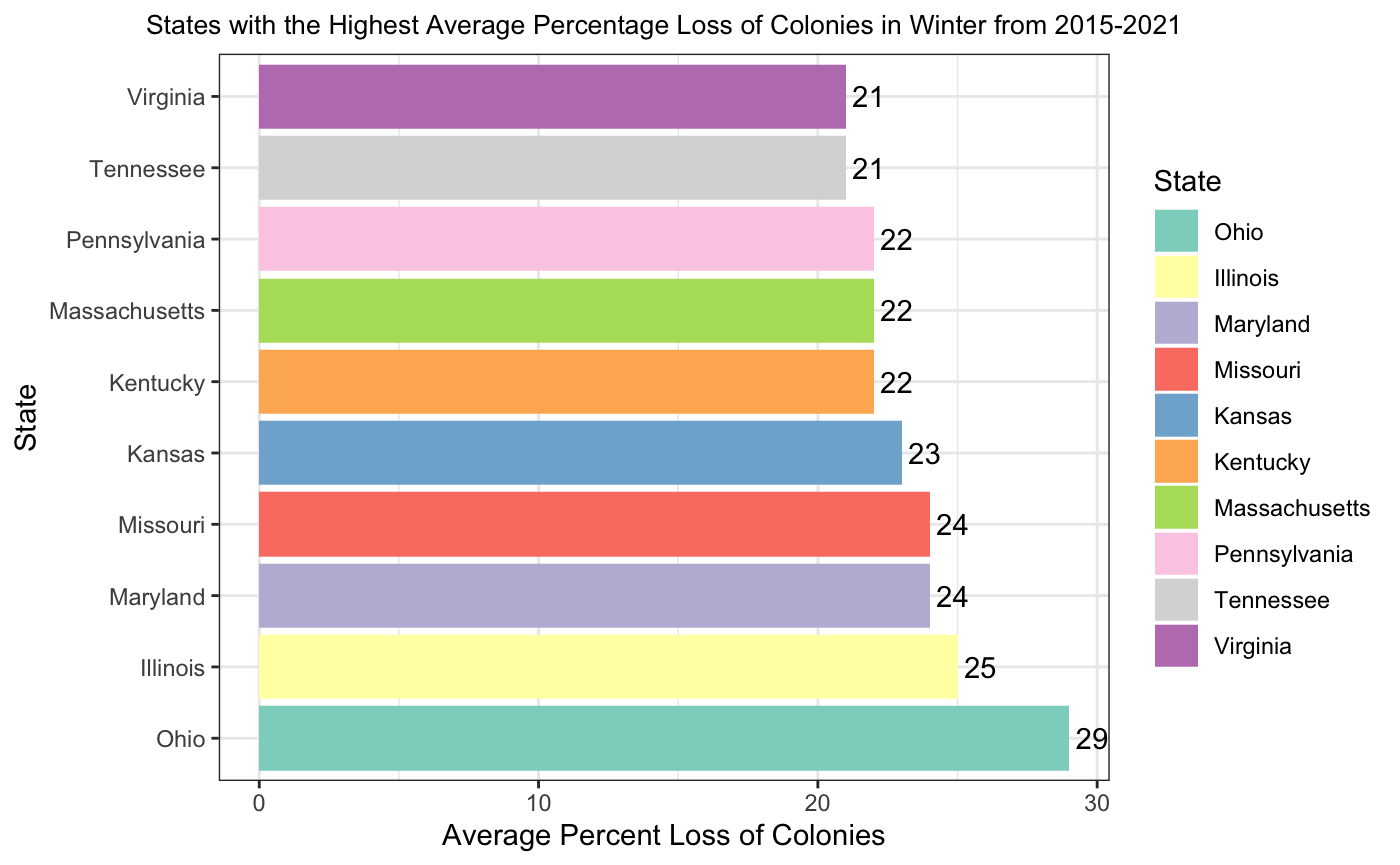 States with the Highest Average Percentage Loss of Colonies in Winter from 2015-2021
State
Virginia 21
Tennessee 21
Pennsylvania 22
Massachusetts 22
Kentucky 22
Kansas 23
Missouri 24
Maryland 24
Illinois 25
Ohio 29
0 10 20 30
Average Percent Loss of Colonies
State
Ohio
Illinois
Maryland
Missouri
Kansas
Kentucky
Massachusetts
Pennsylvania
Tennessee
Virginia